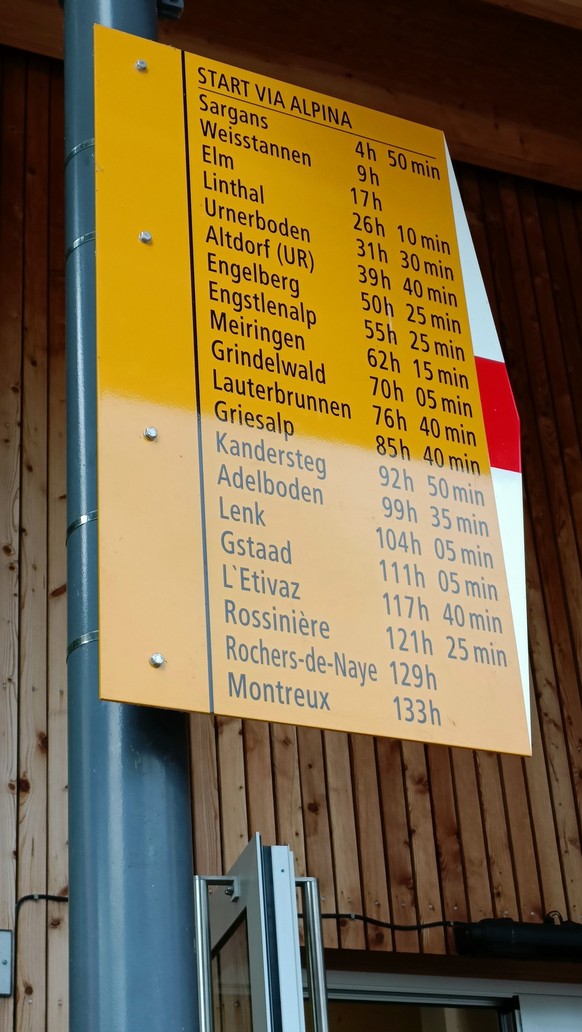 START VIA ALPINA
Sargans 4h 50 min
Weisstannen 9h
Elm 17h
Linthal 26h 10 min
Urnerboden 31h 30 min
Altdorf (UR) 39h 40 min
Engelberg 50h 25 min
Engstlenalp 55h 25 min
Meiringen 62h 15 min
Grindelwald 70h 05 min
Lauterbrunnen 76h 40 min
Griesalp 85h 40 min
Kandersteg 92h 50 min
Adelboden 99h 35 min
Lenk 104h 05 min
Gstaad 111h 05 min
L`Etivaz 117h 40 min
Rossinière 121h 25 min
Rochers-de-Naye 129h
Montreux 133h